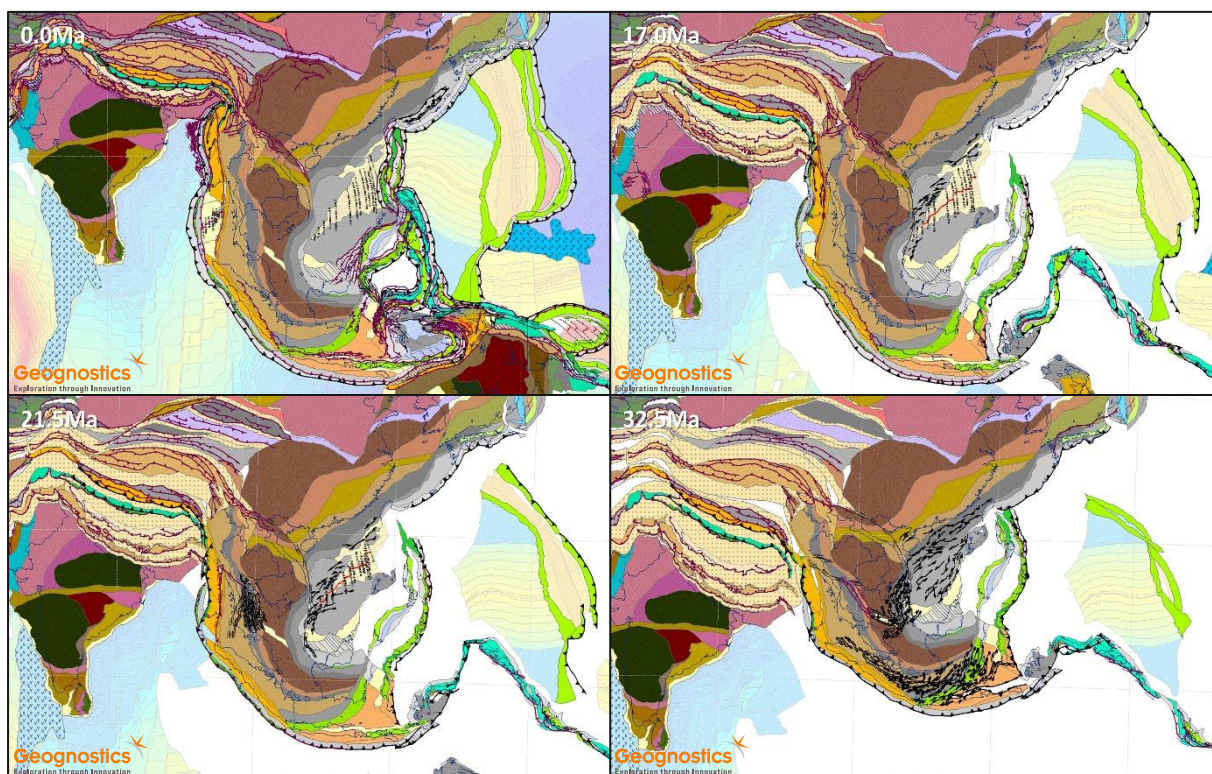 0.0Ma
17.0Ma
Geognostics
Exploration through Innovation
21.5Ma
32.5Ma
Geognostics
Exploration through Innovation
Geognostics
Exploration through Innovation
Geognostics
Exploration through Innovation